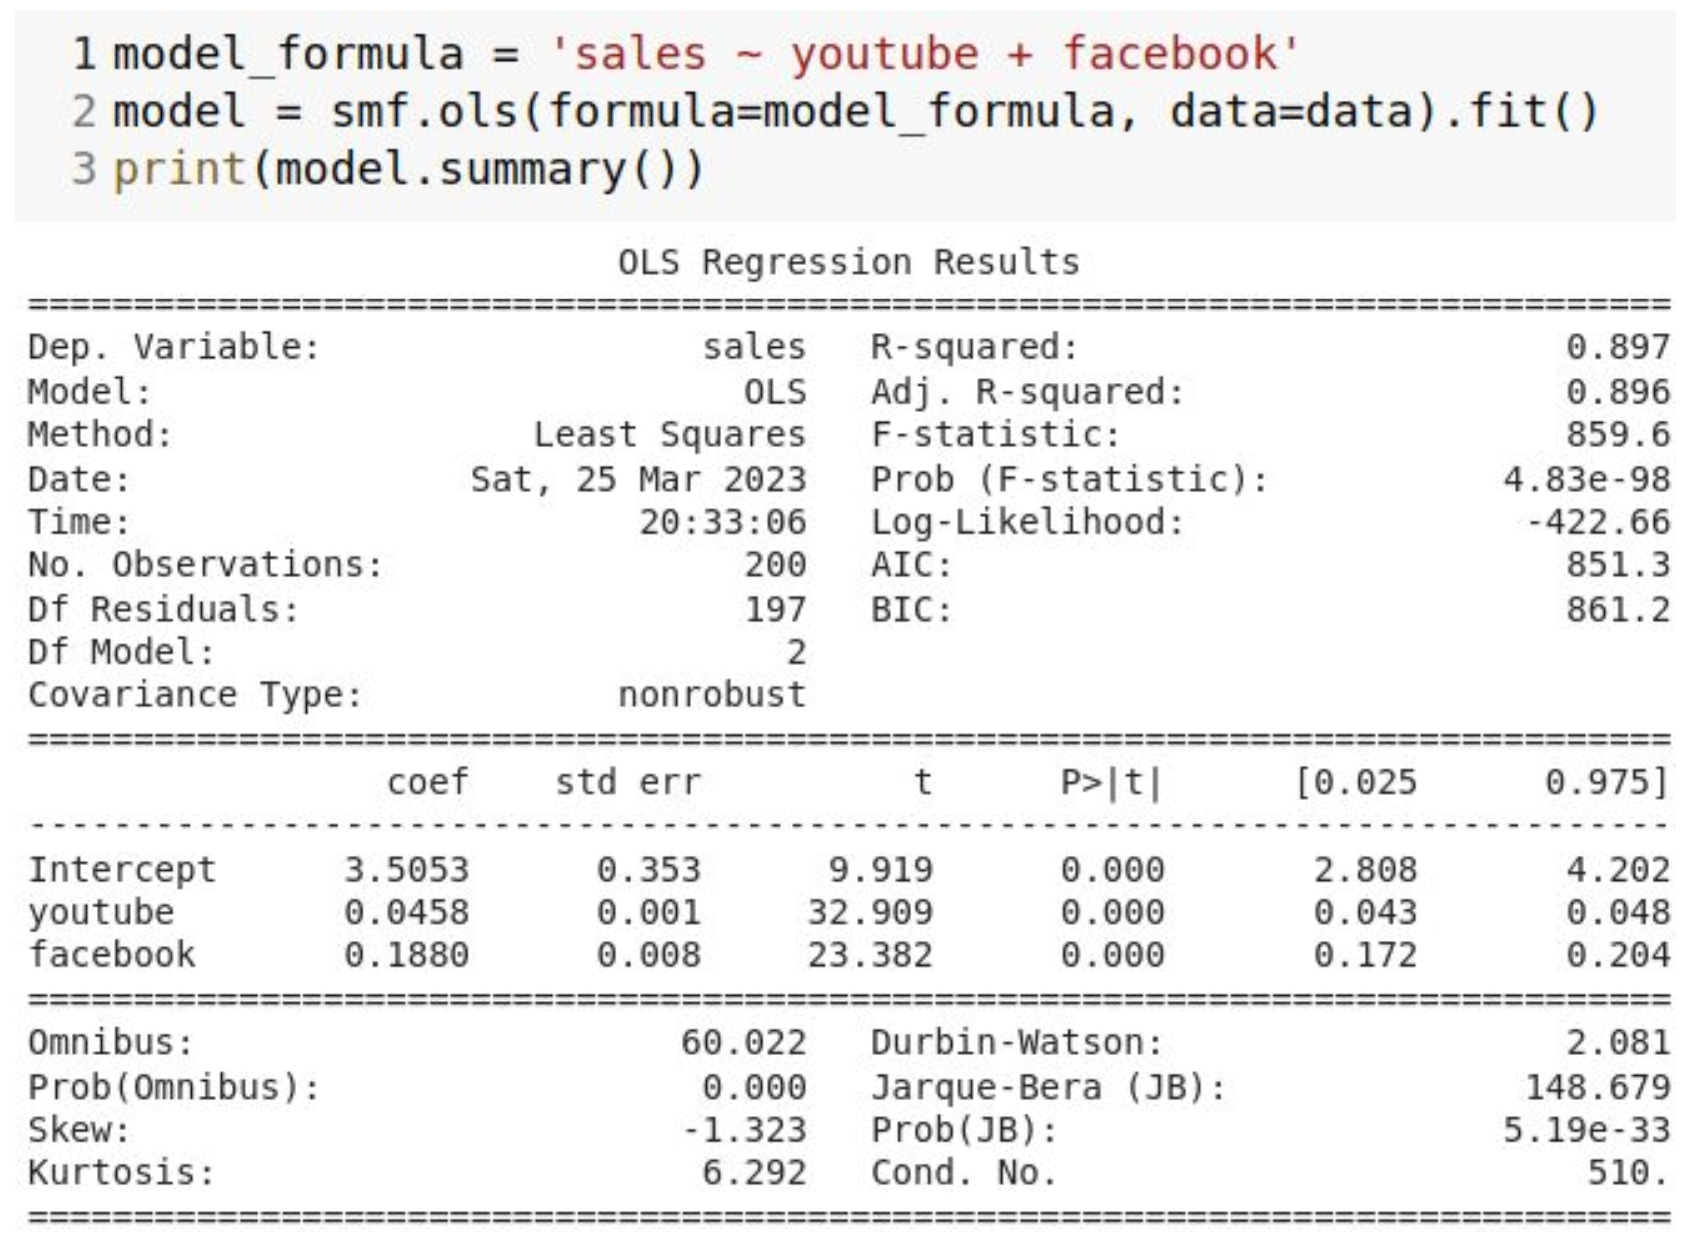 1 model_formula = 'sales ~ youtube + facebook'
2 model = smf.ols(formula=model_formula, data=data).fit()
3 print(model.summary())
OLS Regression Results
==============================================================================
Dep. Variable: sales R-squared: 0.897
Model: OLS Adj. R-squared: 0.896
Method: Least Squares F-statistic: 859.6
Date: Sat, 25 Mar 2023 Prob (F-statistic): 4.83e-98
Time: 20:33:06 Log-Likelihood: -422.66
No. Observations: 200 AIC: 851.3
Df Residuals: 197 BIC: 861.2
Df Model: 2
Covariance Type: nonrobust
==============================================================================
coef std err t P>|t| [0.025 0.975]
------------------------------------------------------------------------------
Intercept 3.5053 0.353 9.919 0.000 2.808 4.202
youtube 0.0458 0.001 32.909 0.000 0.043 0.048
facebook 0.1880 0.008 23.382 0.000 0.172 0.204
==============================================================================
Omnibus: 60.022 Durbin-Watson: 2.081
Prob(Omnibus): 0.000 Jarque-Bera (JB): 148.679
Skew: -1.323 Prob(JB): 5.19e-33
Kurtosis: 6.292 Cond. No. 510.
==============================================================================